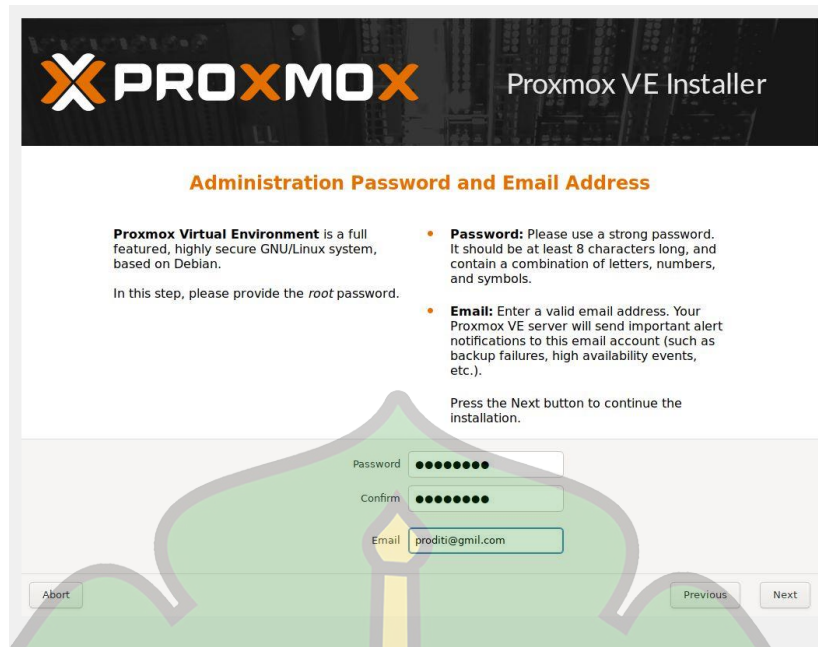 PROXMOX
Proxmox VE Installer
Administration Password and Email Address
Proxmox Virtual Environment is a full
featured, highly secure GNU/Linux system,
based on Debian.
In this step, please provide the root password.
• Password: Please use a strong password.
It should be at least 8 characters long, and
contain a combination of letters, numbers,
and symbols.
• Email: Enter a valid email address. Your
Proxmox VE server will send important alert
notifications to this email account (such as
backup failures, high availability events,
etc.).
Press the Next button to continue the
installation.
Password ●●●●●●●●
Confirm ●●●●●●●●
Email proditi@gmil.com
Abort Previous Next